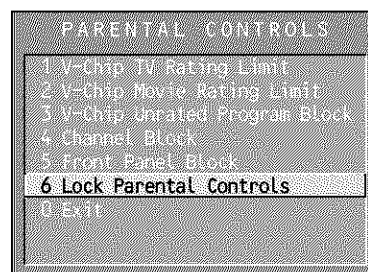 PARENTAL CONTROLS
1 V-Chip TV Rating Limit
2 V-Chip Movie Rating Limit
3 V-Chip Unrated Program Block
4 Channel Block
5 Front Panel Block
6 Lock Parental Controls
0 Exit